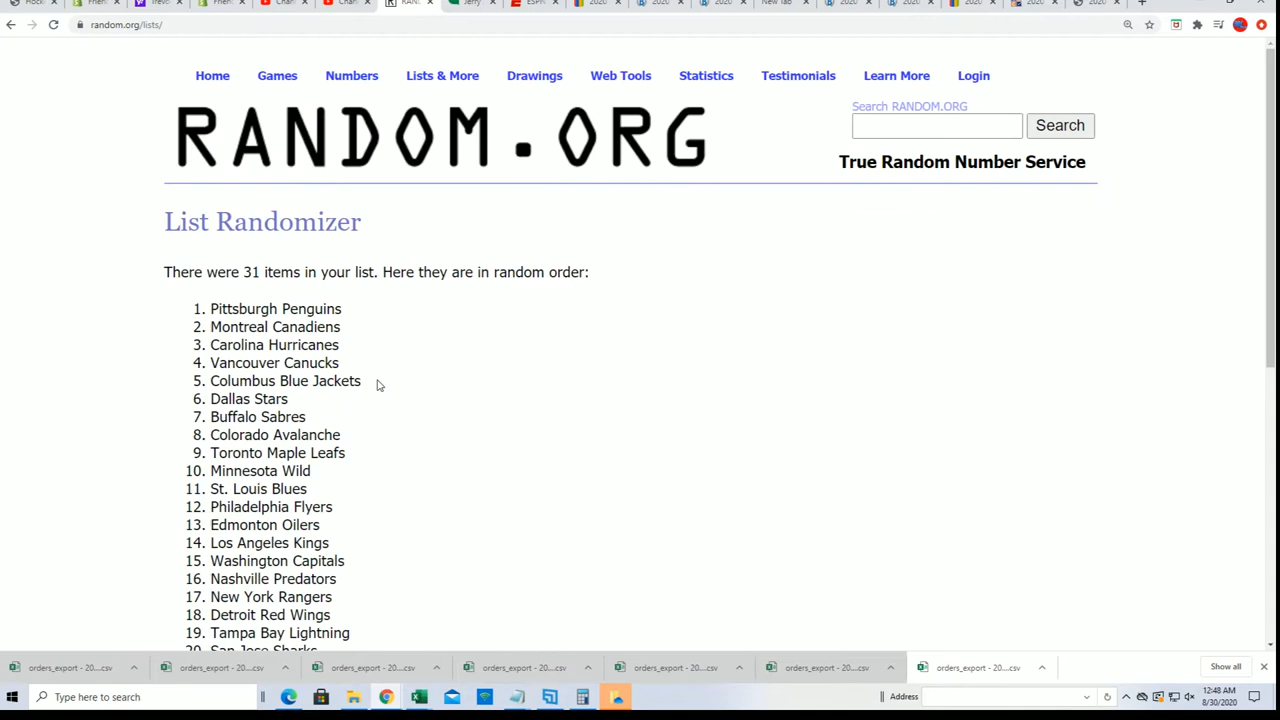 random.org/lists/
Home Games Numbers Lists & More Drawings Web Tools Statistics Testimonials Learn More Login
RANDOM.ORG
Search RANDOM.ORG
Search
True Random Number Service
List Randomizer
There were 31 items in your list. Here they are in random order:
1. Pittsburgh Penguins
2. Montreal Canadiens
3. Carolina Hurricanes
4. Vancouver Canucks
5. Columbus Blue Jackets
6. Dallas Stars
7. Buffalo Sabres
8. Colorado Avalanche
9. Toronto Maple Leafs
10. Minnesota Wild
11. St. Louis Blues
12. Philadelphia Flyers
13. Edmonton Oilers
14. Los Angeles Kings
15. Washington Capitals
16. Nashville Predators
17. New York Rangers
18. Detroit Red Wings
19. Tampa Bay Lightning
20. San Jose Sharks
orders_export - 20....csv orders_export - 20....csv orders_export - 20....csv orders_export - 20....csv orders_export - 20....csv orders_export - 20....csv orders_export - 20....csv Show all
Type here to search Address 12:48 AM
8/30/2020